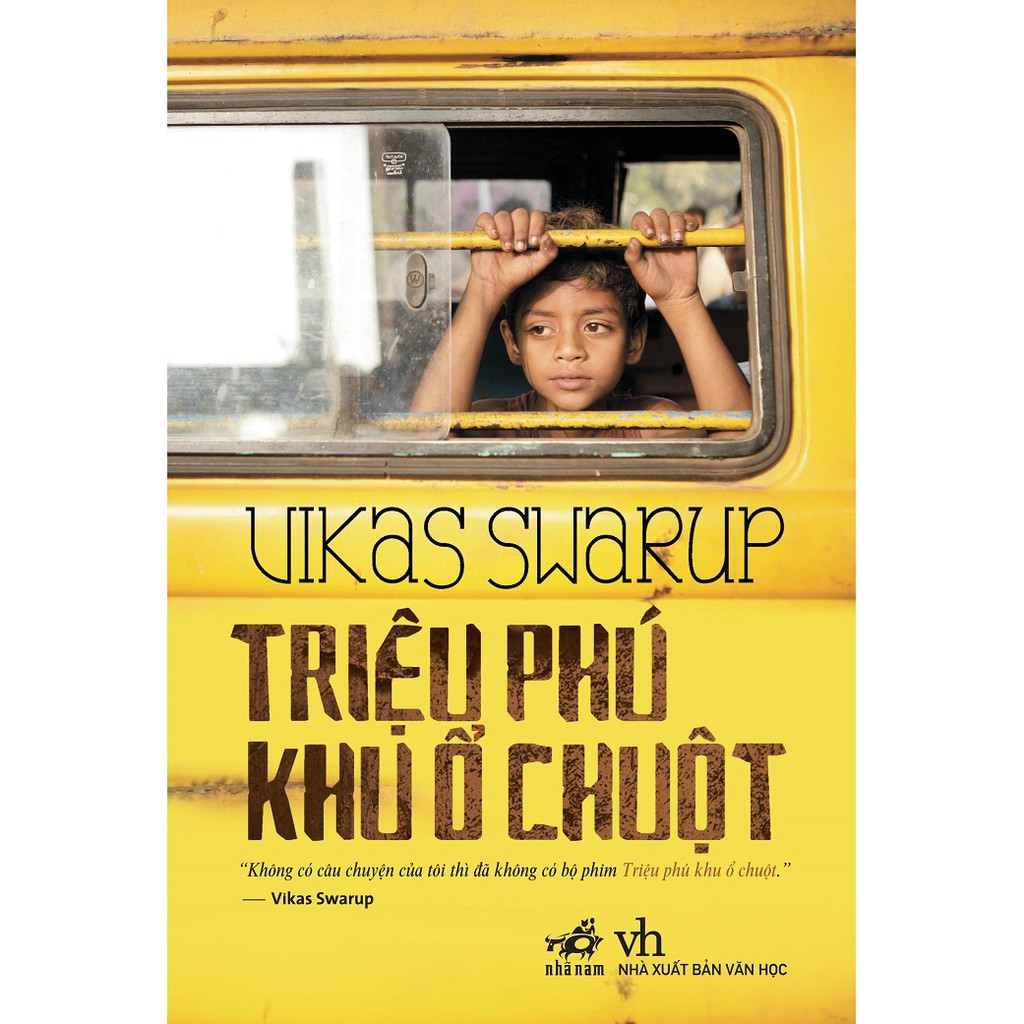 VIKAS SWARUP
TRIỆU PHÚ
KHU Ổ CHUỘT
“Không có câu chuyện của tôi thì đã không có bộ phim Triệu phú khu ổ chuột.”
— Vikas Swarup
nhã nam
vh
NHÀ XUẤT BẢN VĂN HỌC